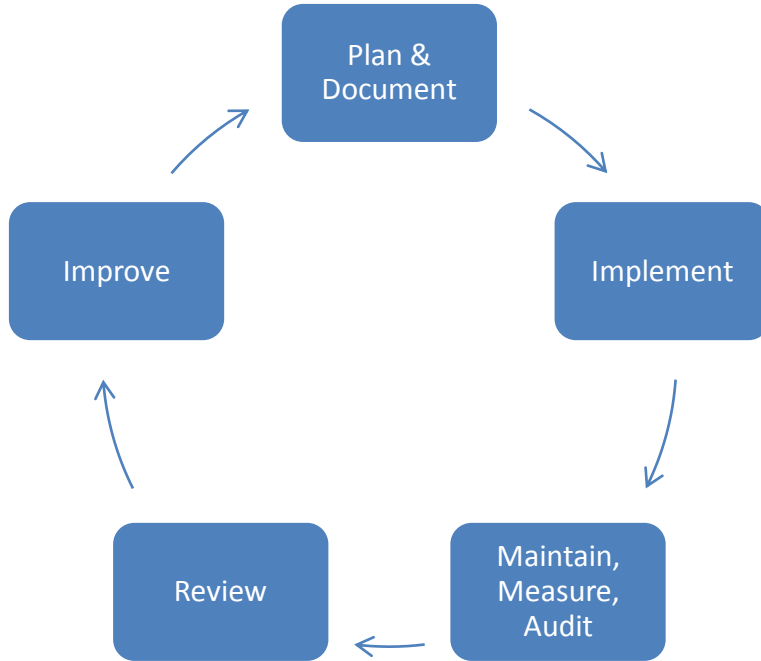 Plan &
Document
Implement
Maintain,
Measure,
Audit
Review
Improve